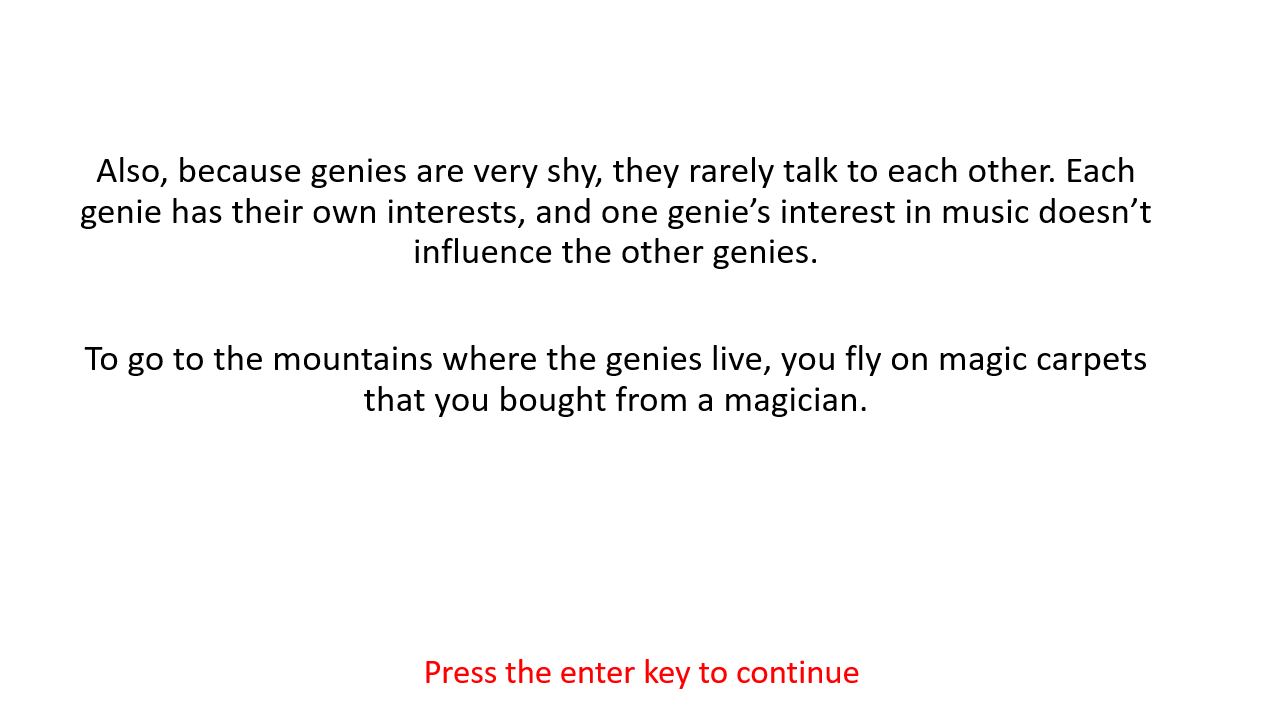 Also, because genies are very shy, they rarely talk to each other. Each
genie has their own interests, and one genie’s interest in music doesn’t
influence the other genies.
To go to the mountains where the genies live, you fly on magic carpets
that you bought from a magician.
Press the enter key to continue